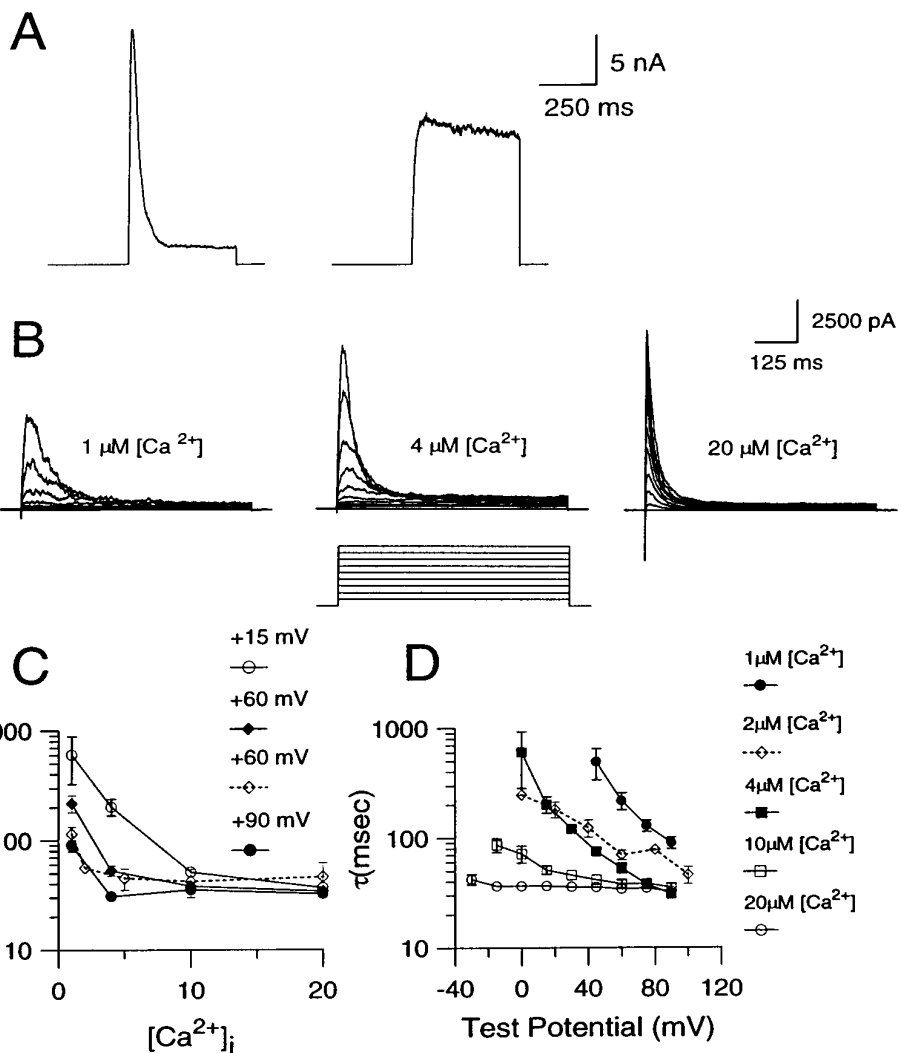 A
5 nA
250 ms
B
2500 pA
125 ms
1 µM [Ca 2+]
4 µM [Ca2+]
20 µM [Ca2+]
C
+15 mV
+60 mV
+60 mV
+90 mV
000
00
10
0
10
20
[Ca2+]i
D
τ(msec)
1000
100
10
-40
0
40
80
120
Test Potential (mV)
1µM [Ca2+]
2µM [Ca2+]
4µM [Ca2+]
10µM [Ca2+]
20µM [Ca2+]